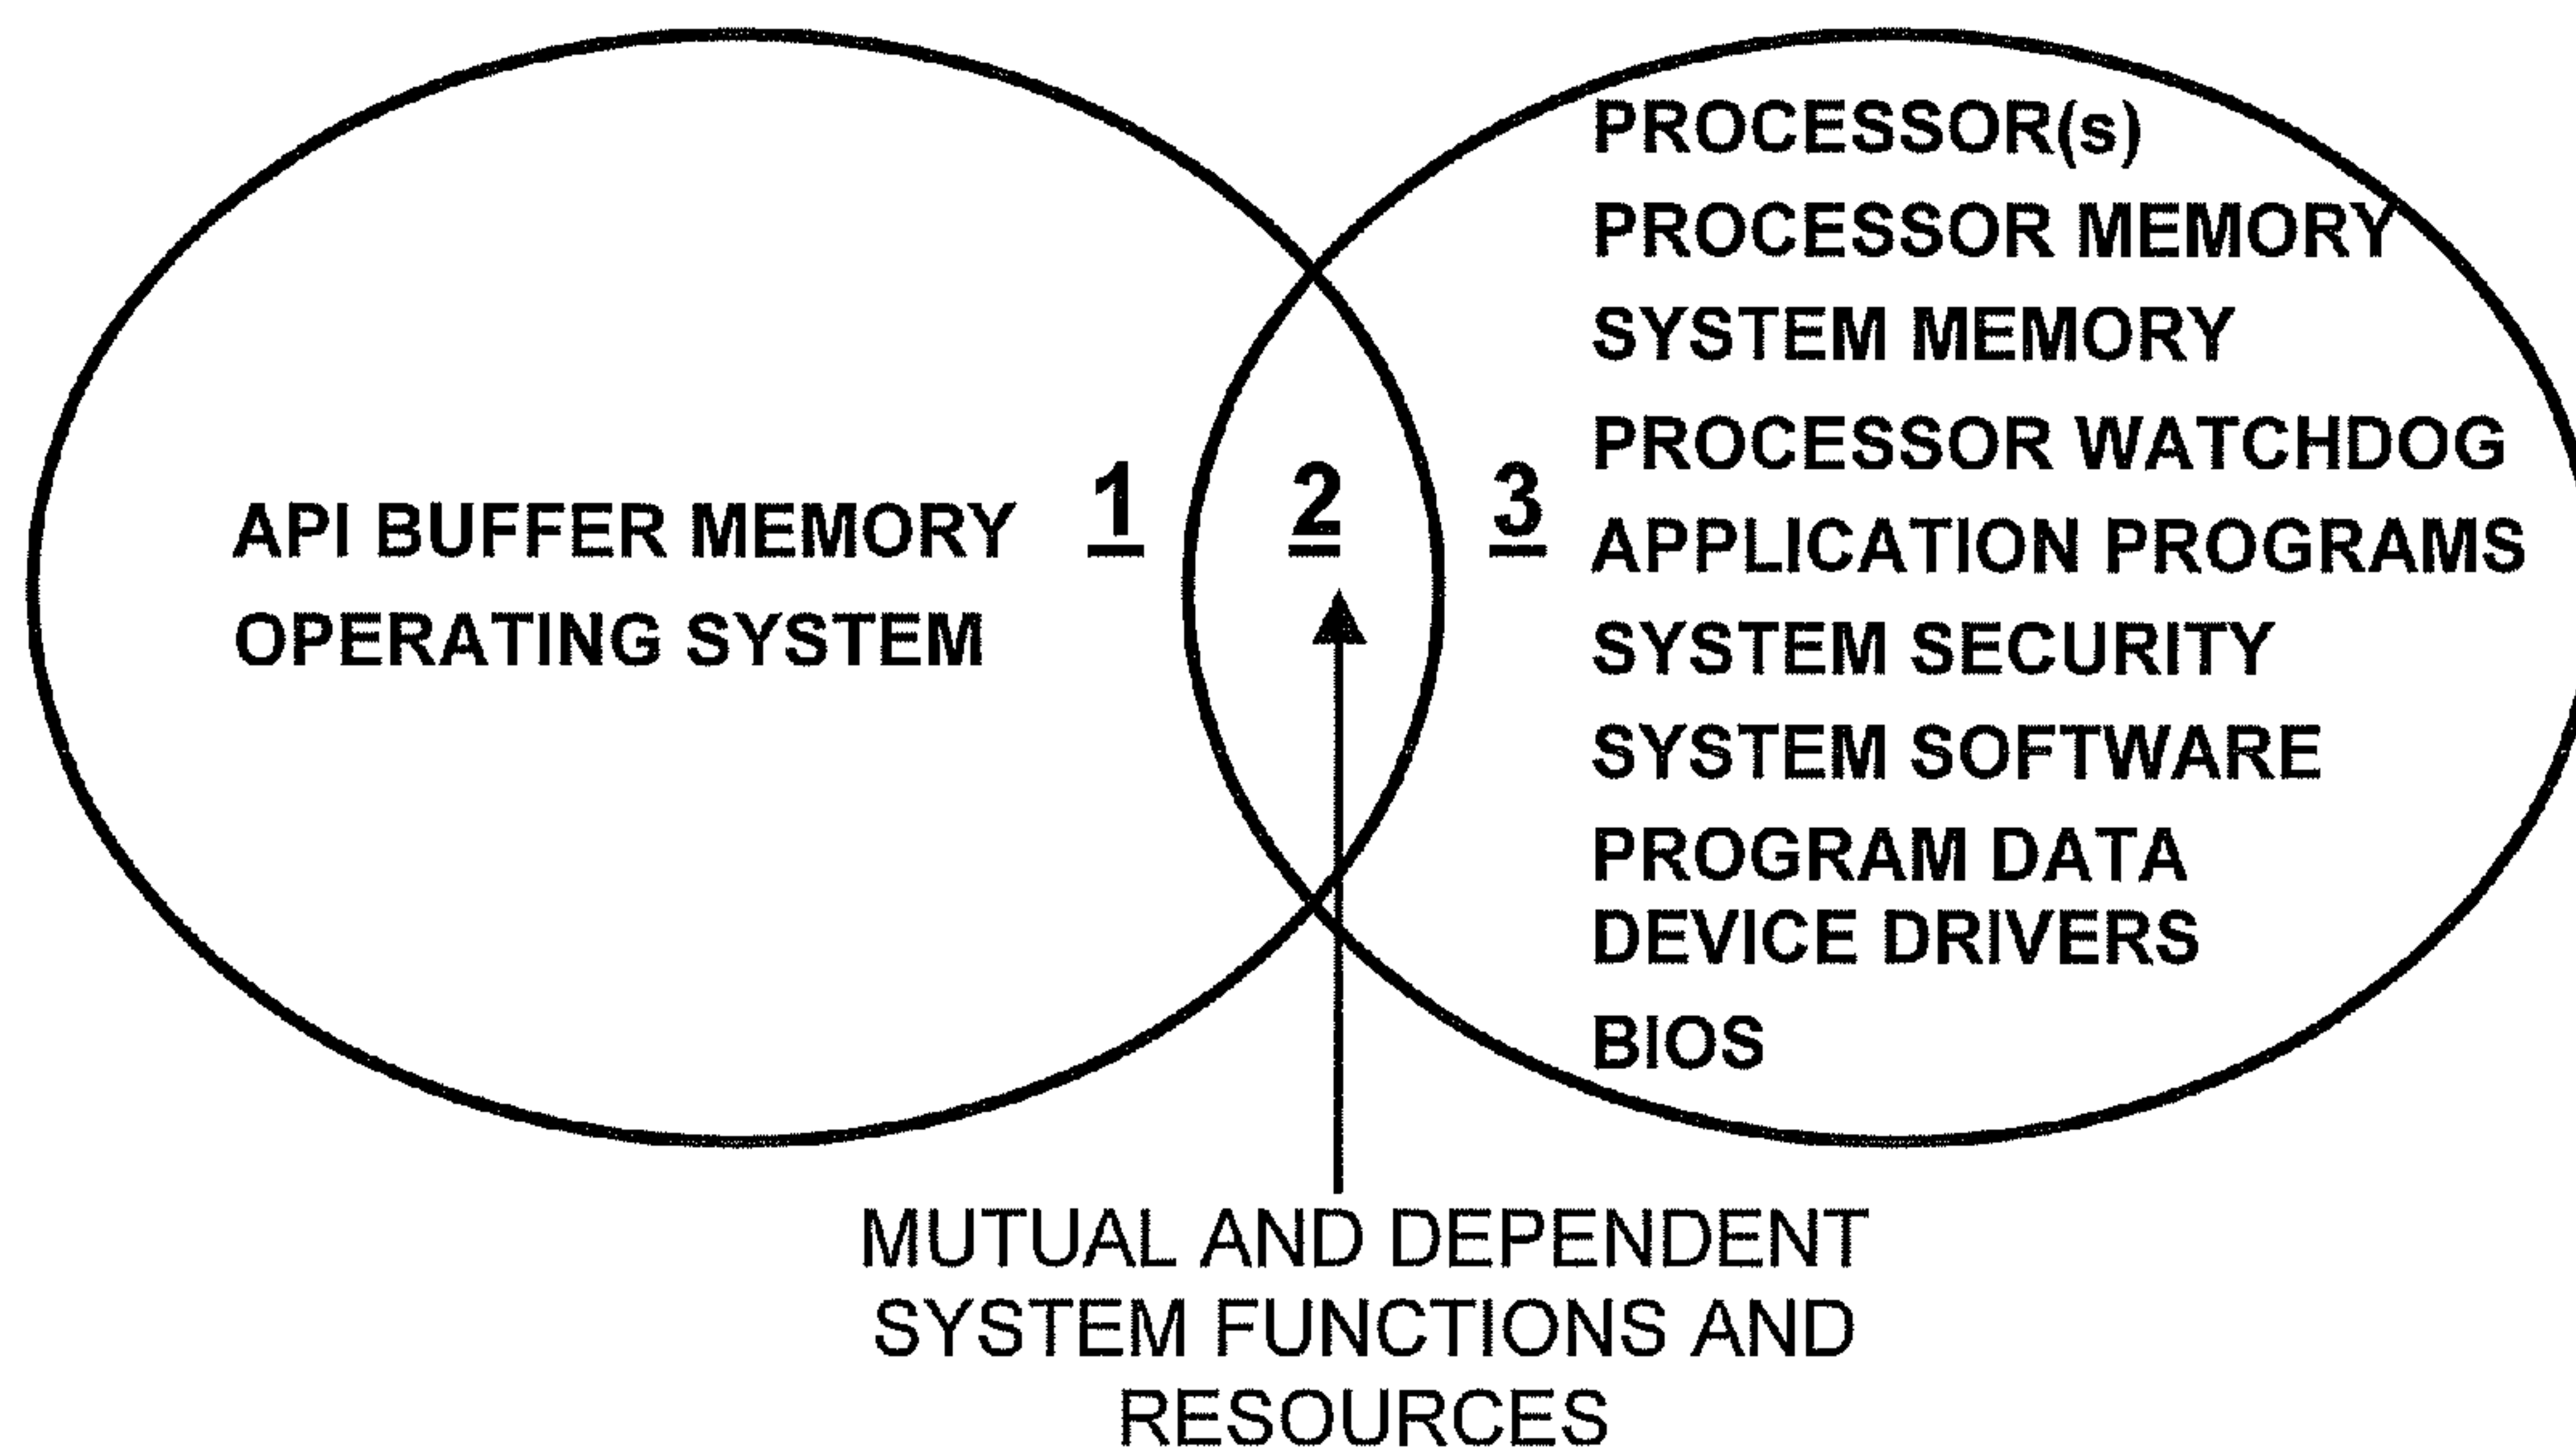 API BUFFER MEMORY
OPERATING SYSTEM
1
2
3
PROCESSOR(s)
PROCESSOR MEMORY
SYSTEM MEMORY
PROCESSOR WATCHDOG
APPLICATION PROGRAMS
SYSTEM SECURITY
SYSTEM SOFTWARE
PROGRAM DATA
DEVICE DRIVERS
BIOS
MUTUAL AND DEPENDENT
SYSTEM FUNCTIONS AND
RESOURCES